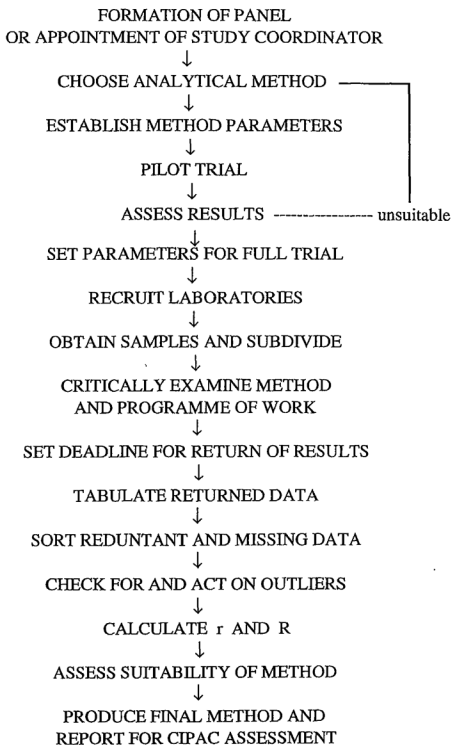 FORMATION OF PANEL
OR APPOINTMENT OF STUDY COORDINATOR
CHOOSE ANALYTICAL METHOD
ESTABLISH METHOD PARAMETERS
PILOT TRIAL
ASSESS RESULTS ------------------ unsuitable
SET PARAMETERS FOR FULL TRIAL
RECRUIT LABORATORIES
OBTAIN SAMPLES AND SUBDIVIDE
CRITICALLY EXAMINE METHOD
AND PROGRAMME OF WORK
SET DEADLINE FOR RETURN OF RESULTS
TABULATE RETURNED DATA
SORT REDUNTANT AND MISSING DATA
CHECK FOR AND ACT ON OUTLIERS
CALCULATE r AND R
ASSESS SUITABILITY OF METHOD
PRODUCE FINAL METHOD AND
REPORT FOR CIPAC ASSESSMENT